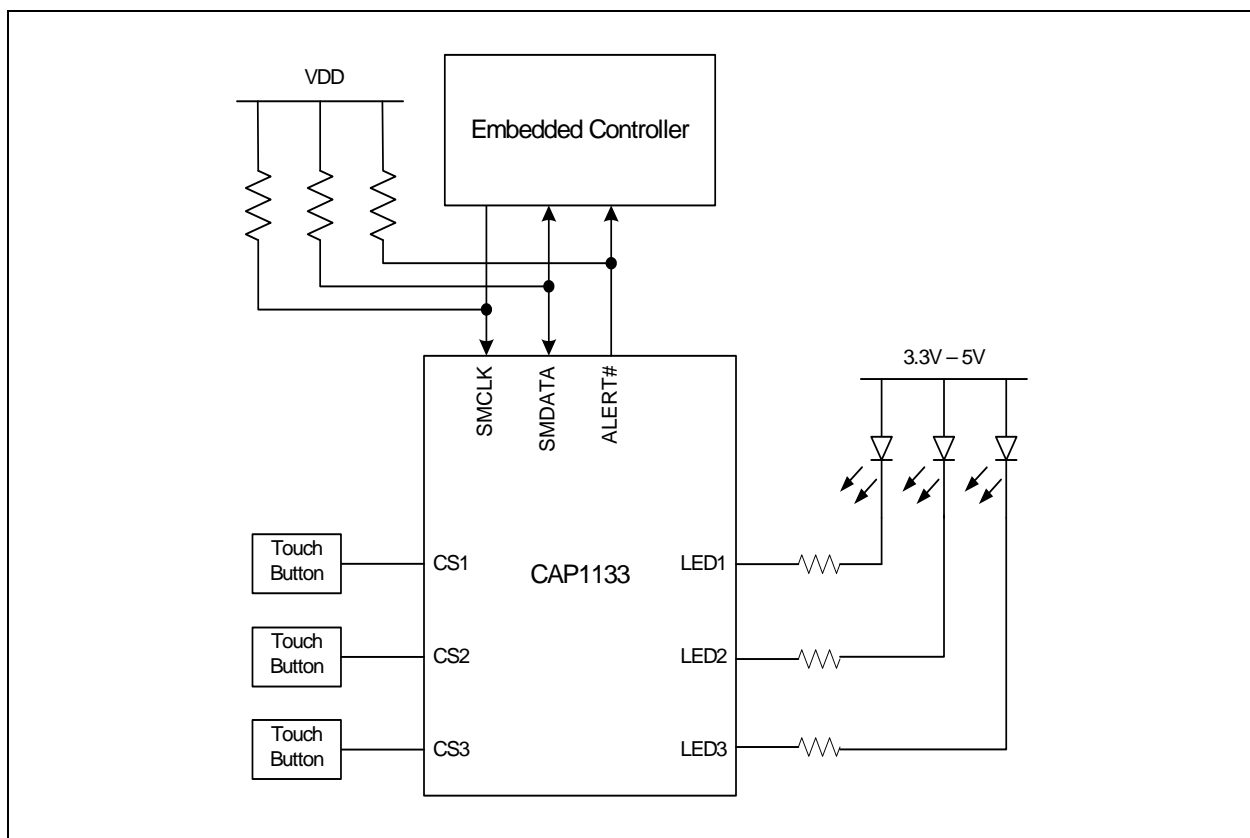 VDD
Embedded Controller
SMCLK
SMDATA
ALERT#
3.3V – 5V
Touch
Button
CS1
CAP1133
LED1
Touch
Button
CS2
LED2
Touch
Button
CS3
LED3